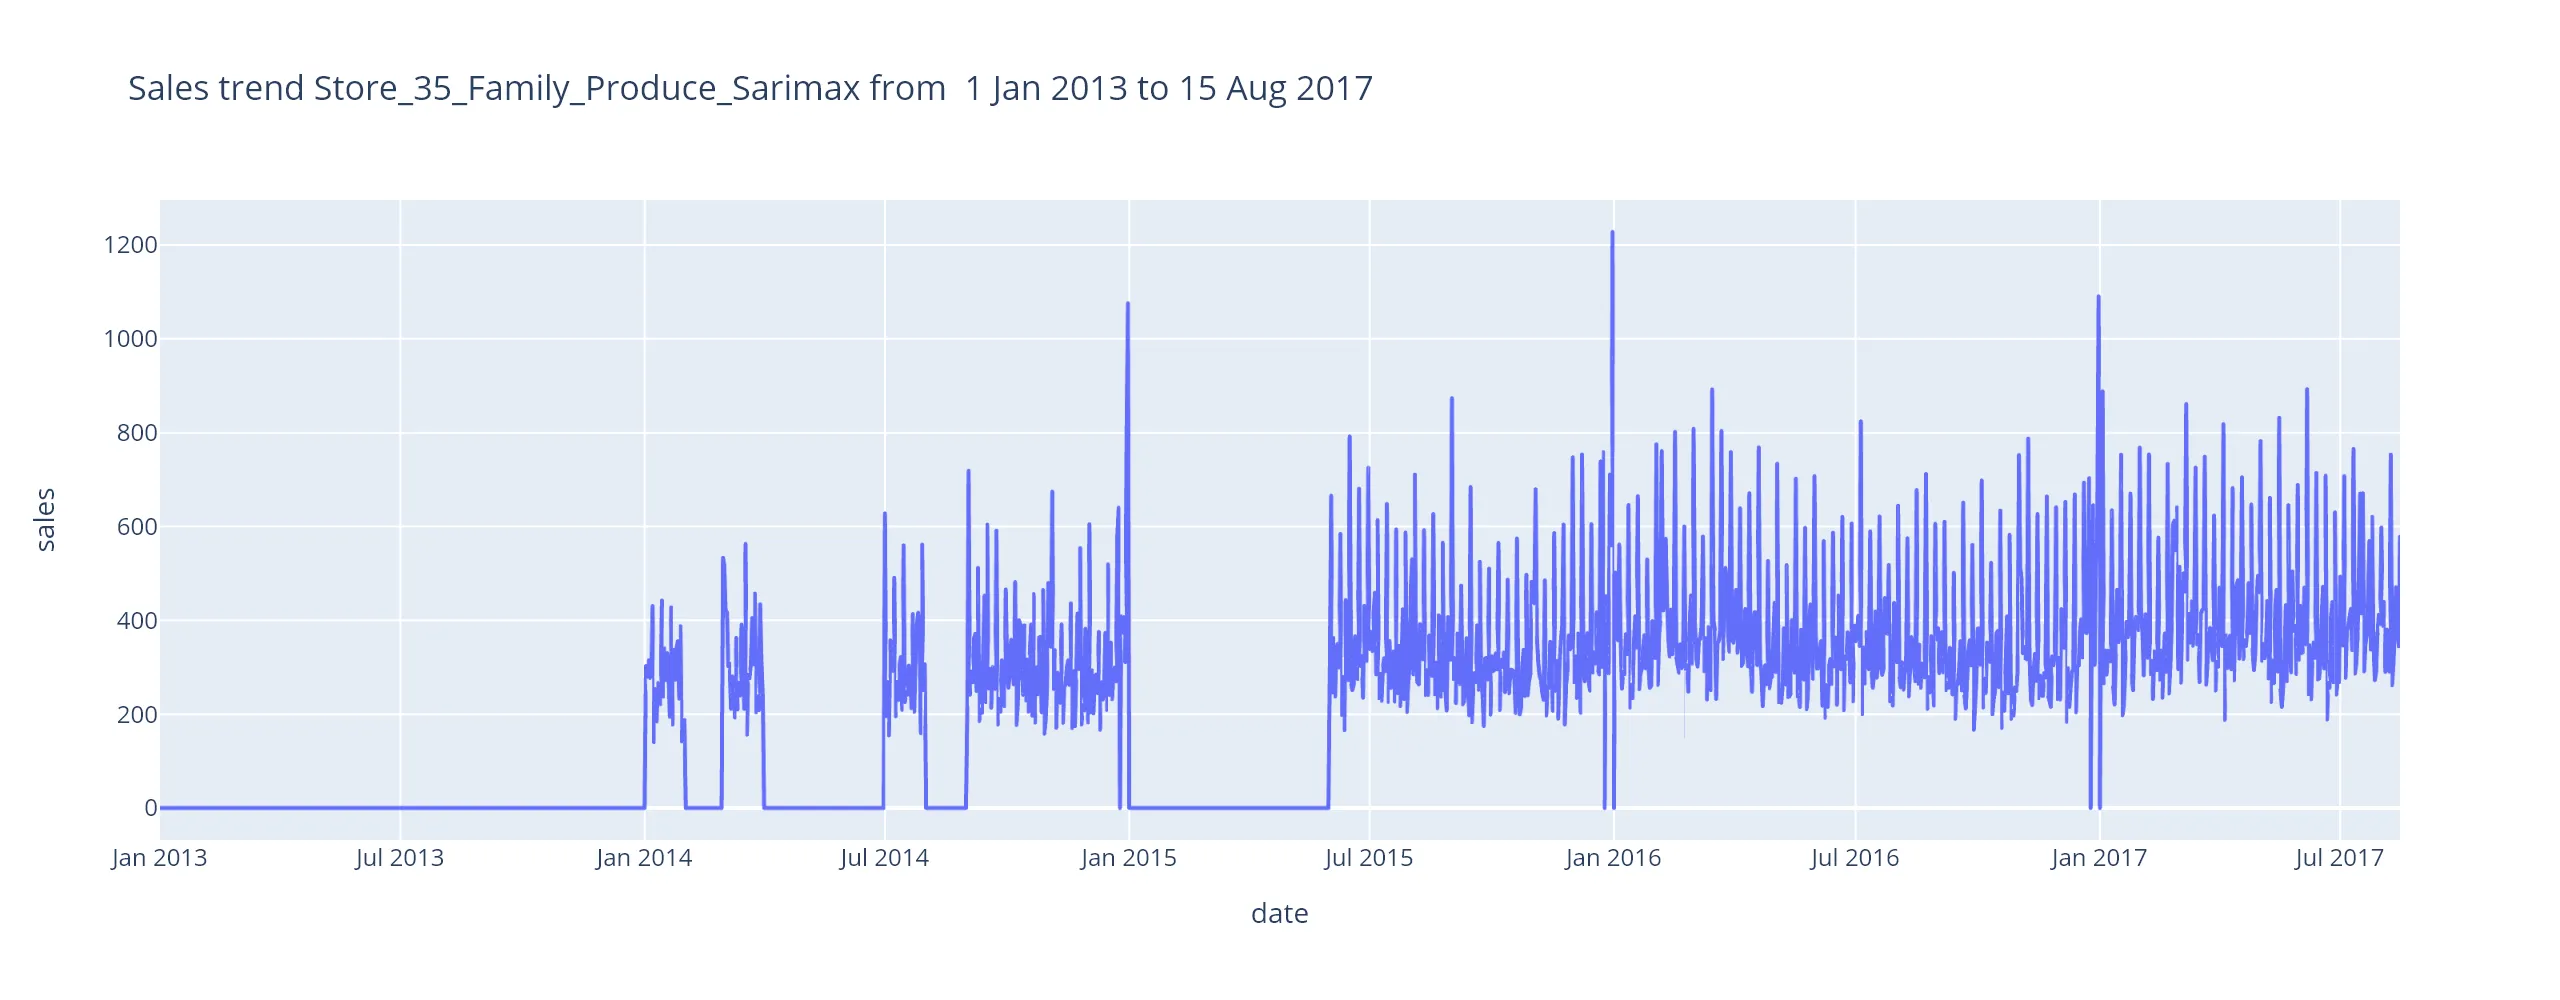 Sales trend Store_35_Family_Produce_Sarimax from  1 Jan 2013 to 15 Aug 2017
sales
1200
1000
800
600
400
200
0
Jan 2013 Jul 2013 Jan 2014 Jul 2014 Jan 2015 Jul 2015 Jan 2016 Jul 2016 Jan 2017 Jul 2017
date